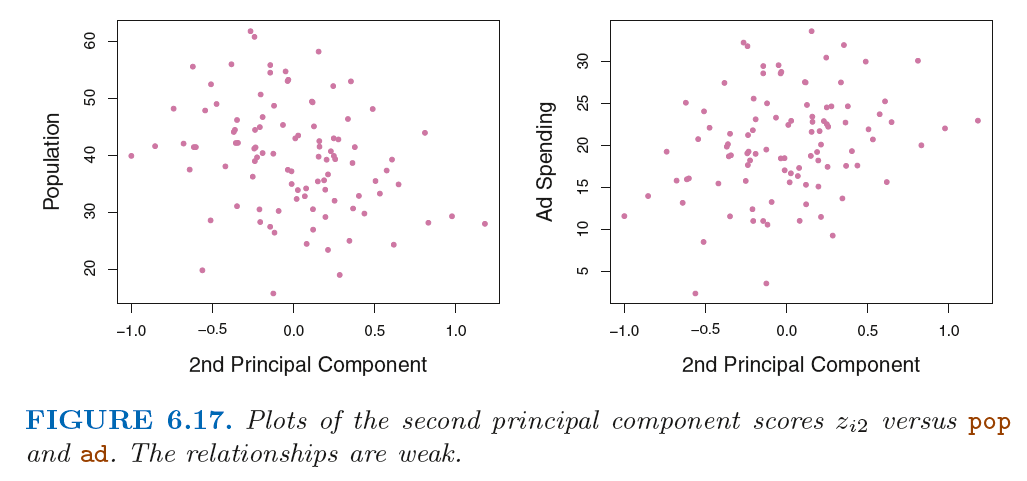 Population
20 30 40 50 60
−1.0 −0.5 0.0 0.5 1.0
2nd Principal Component
Ad Spending
5 10 15 20 25 30
−1.0 −0.5 0.0 0.5 1.0
2nd Principal Component
FIGURE 6.17. Plots of the second principal component scores zi2 versus pop
and ad. The relationships are weak.